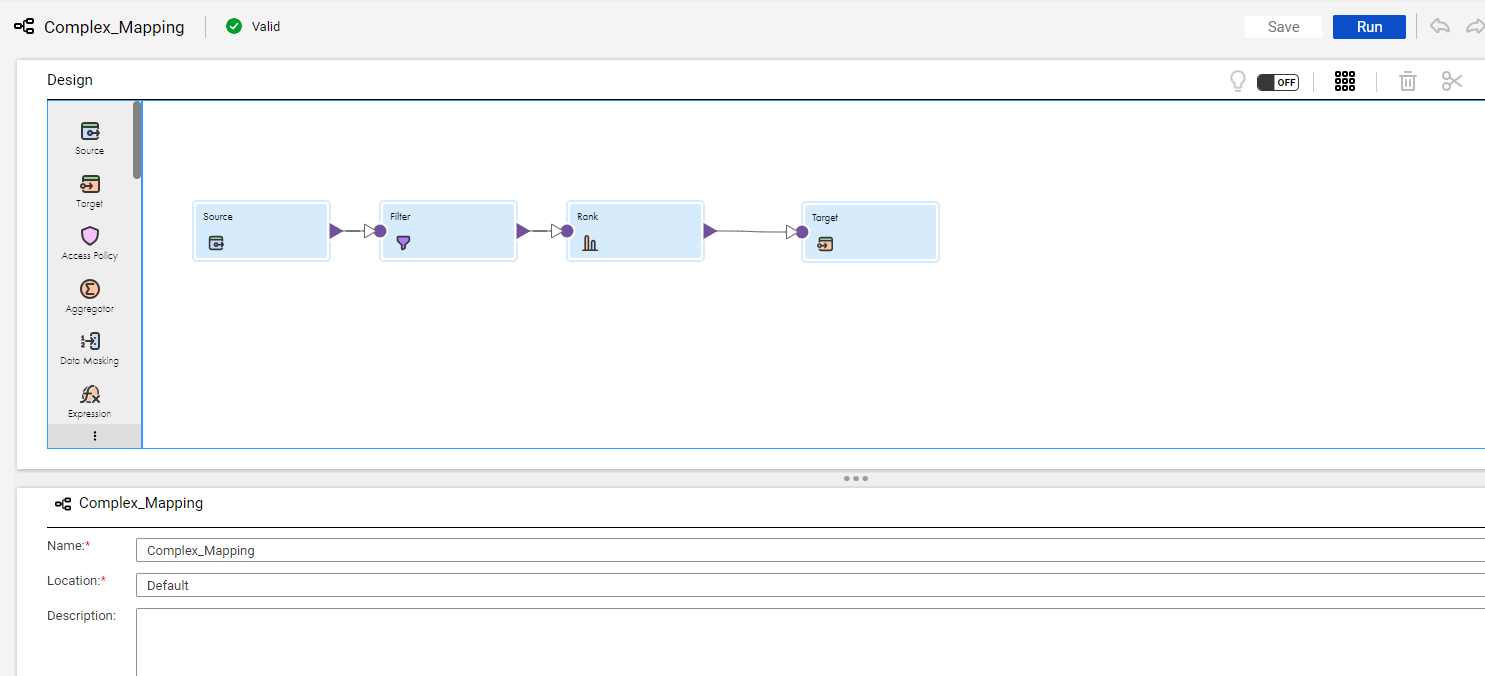 Complex_Mapping
Valid
Save
Run
Design
OFF
Source
Target
Access Policy
Aggregator
Data Masking
Expression
Source
Filter
Rank
Target
Complex_Mapping
Name:*
Complex_Mapping
Location:*
Default
Description: